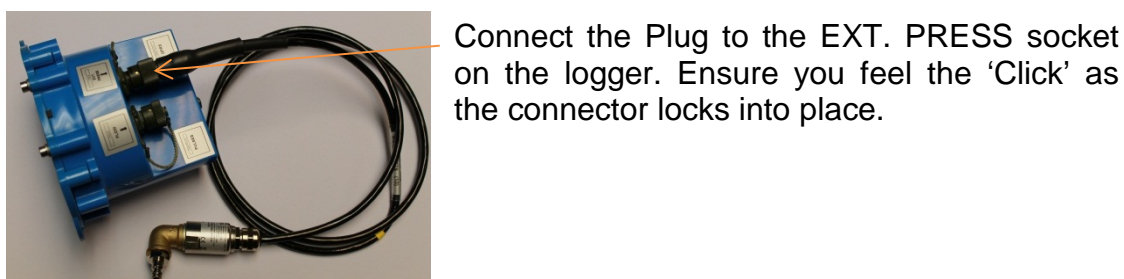 Connect the Plug to the EXT. PRESS socket
on the logger. Ensure you feel the ‘Click’ as
the connector locks into place.